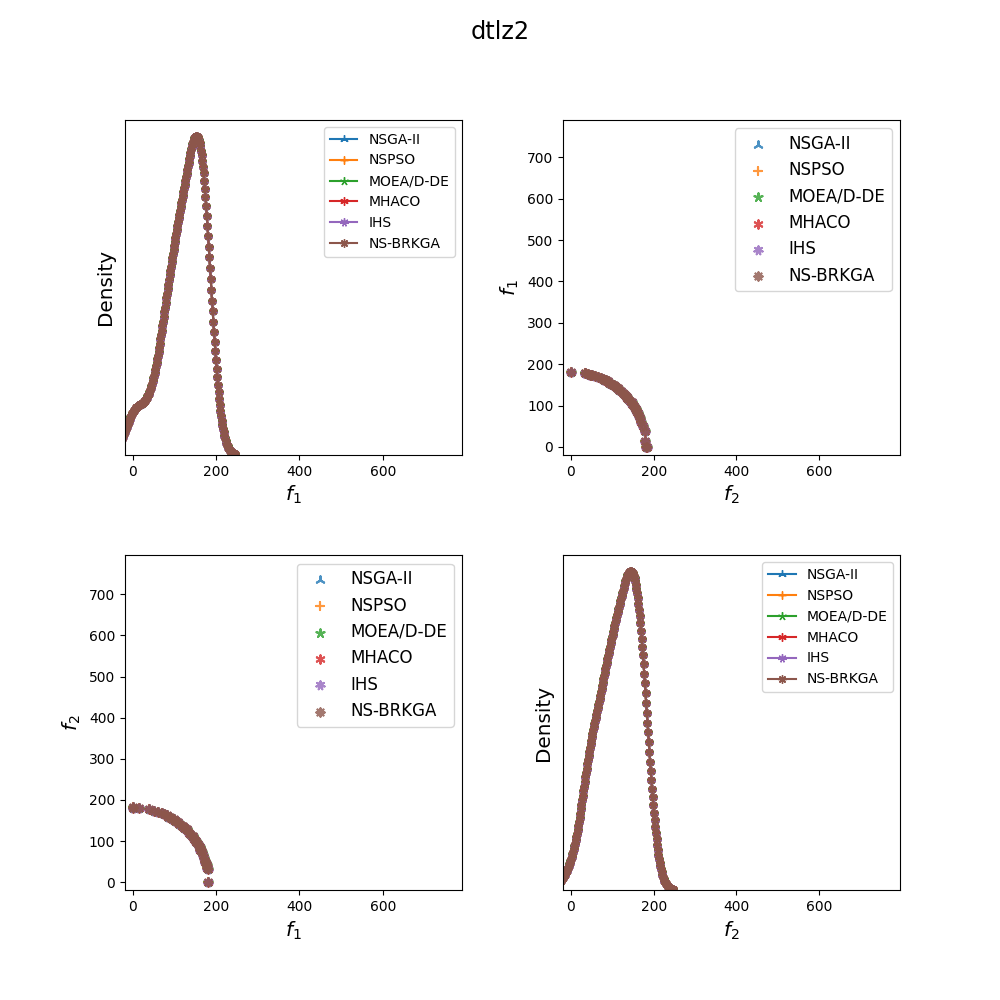 dtlz2
Density
NSGA-II
NSPSO
MOEA/D-DE
MHACO
IHS
NS-BRKGA
0 200 400 600
f1
f1
700
600
500
400
300
200
100
0
NSGA-II
NSPSO
MOEA/D-DE
MHACO
IHS
NS-BRKGA
0 200 400 600
f2
f2
700
600
500
400
300
200
100
0
NSGA-II
NSPSO
MOEA/D-DE
MHACO
IHS
NS-BRKGA
0 200 400 600
f1
Density
NSGA-II
NSPSO
MOEA/D-DE
MHACO
IHS
NS-BRKGA
0 200 400 600
f2